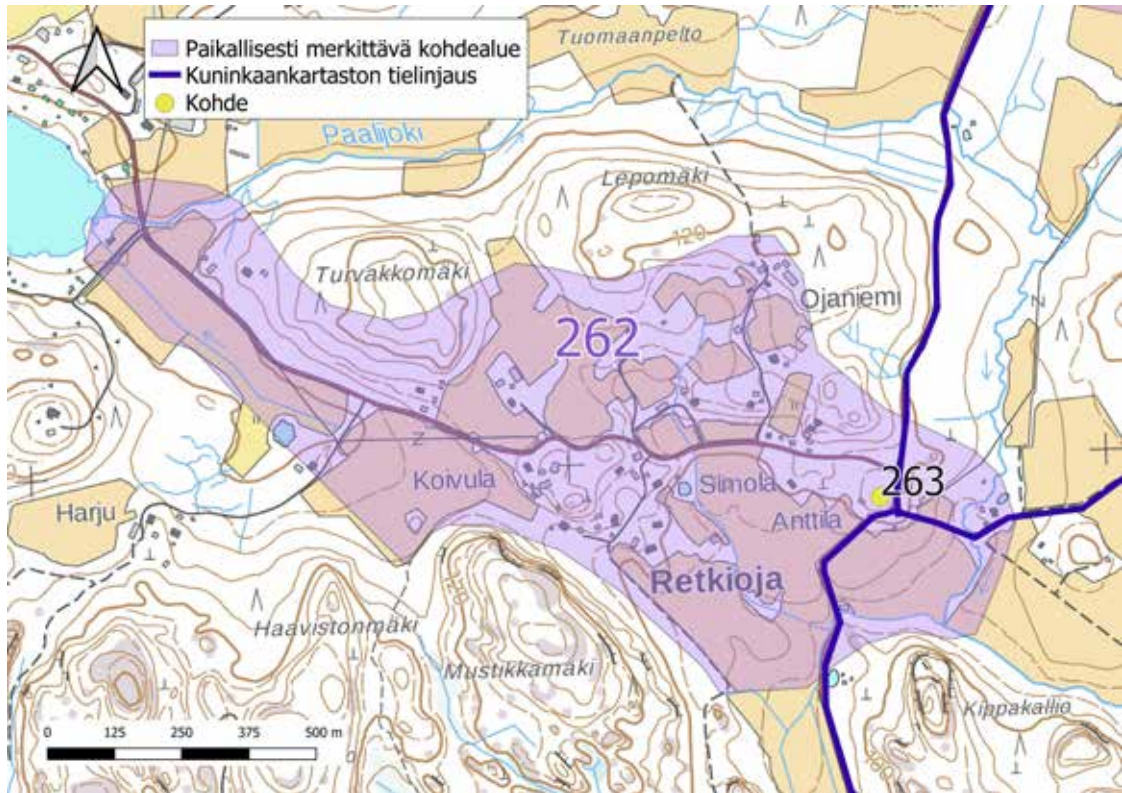 Paikallisesti merkittävä kohdealue
Kuninkaankartaston tielinjaus
Kohde
Tuomaanpelto
Paalijoki
Lepomäki
120
Turvakkomäki
Ojaniemi
262
263
Koivula
Simola
Anttila
Harju
Retkioja
Haavistonmäki
Mustikkamäki
Kippakallio
0 125 250 375 500 m